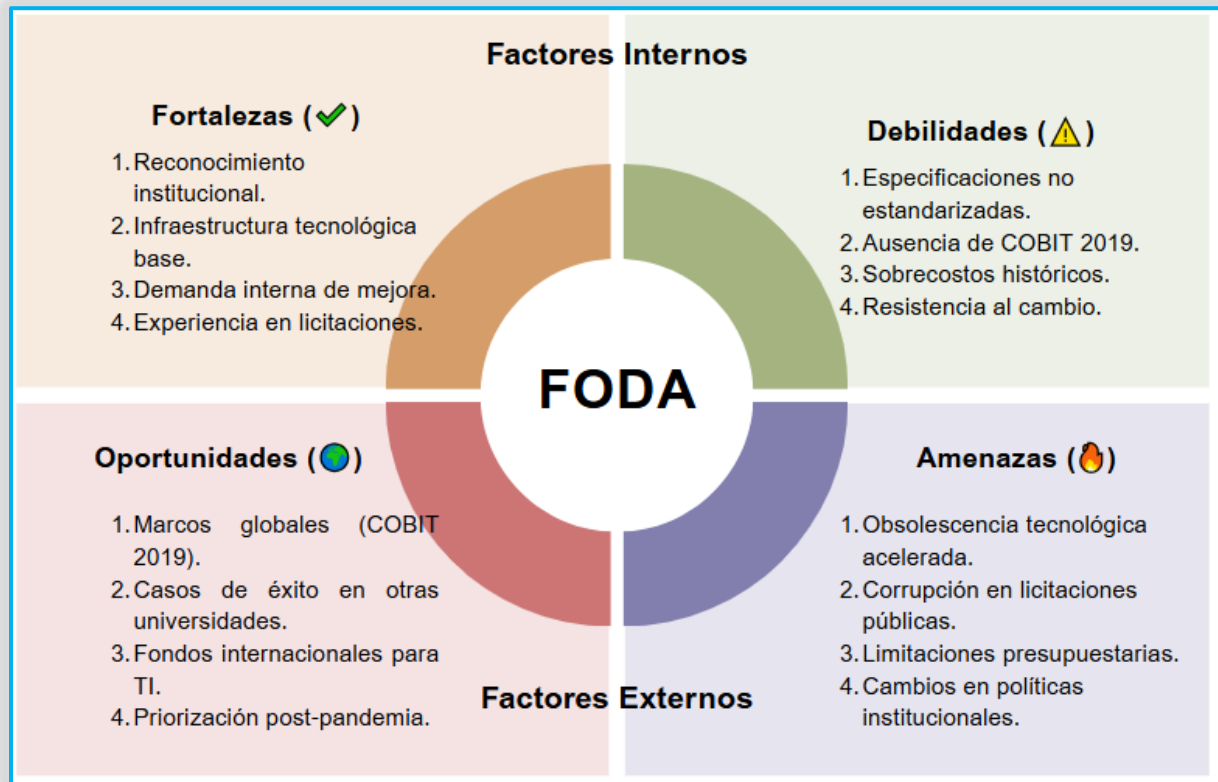 Factores Internos
Fortalezas (✔)
1. Reconocimiento
institucional.
2. Infraestructura tecnológica
base.
3. Demanda interna de mejora.
4. Experiencia en licitaciones.
Debilidades (⚠)
1. Especificaciones no
estandarizadas.
2. Ausencia de COBIT 2019.
3. Sobrecostos históricos.
4. Resistencia al cambio.
FODA
Oportunidades (🌍)
1. Marcos globales (COBIT
2019).
2. Casos de éxito en otras
universidades.
3. Fondos internacionales para
TI.
4. Priorización post-pandemia.
Amenazas (🔥)
1. Obsolescencia tecnológica
acelerada.
2. Corrupción en licitaciones
públicas.
3. Limitaciones presupuestarias.
4. Cambios en políticas
institucionales.
Factores Externos